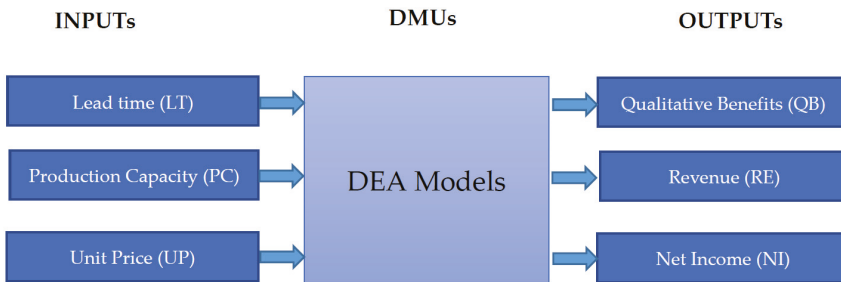 INPUTs
DMUs
OUTPUTs
Lead time (LT)
Production Capacity (PC)
Unit Price (UP)
DEA Models
Qualitative Benefits (QB)
Revenue (RE)
Net Income (NI)